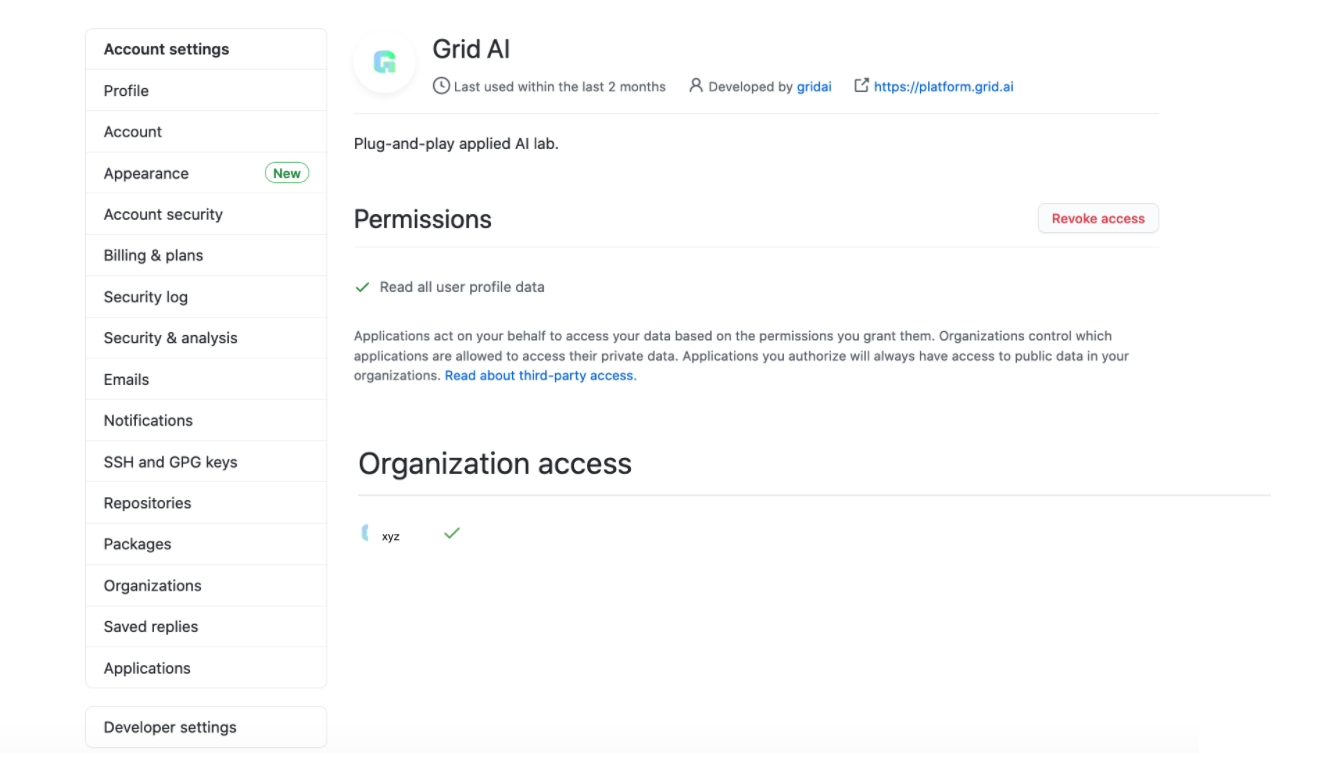 Account settings
Profile
Account
Appearance New
Account security
Billing & plans
Security log
Security & analysis
Emails
Notifications
SSH and GPG keys
Repositories
Packages
Organizations
Saved replies
Applications
Developer settings
G
Grid AI
Last used within the last 2 months Developed by gridai https://platform.grid.ai
Plug-and-play applied AI lab.
Permissions
Revoke access
Read all user profile data
Applications act on your behalf to access your data based on the permissions you grant them. Organizations control which
applications are allowed to access their private data. Applications you authorize will always have access to public data in your
organizations. Read about third-party access.
Organization access
xyz